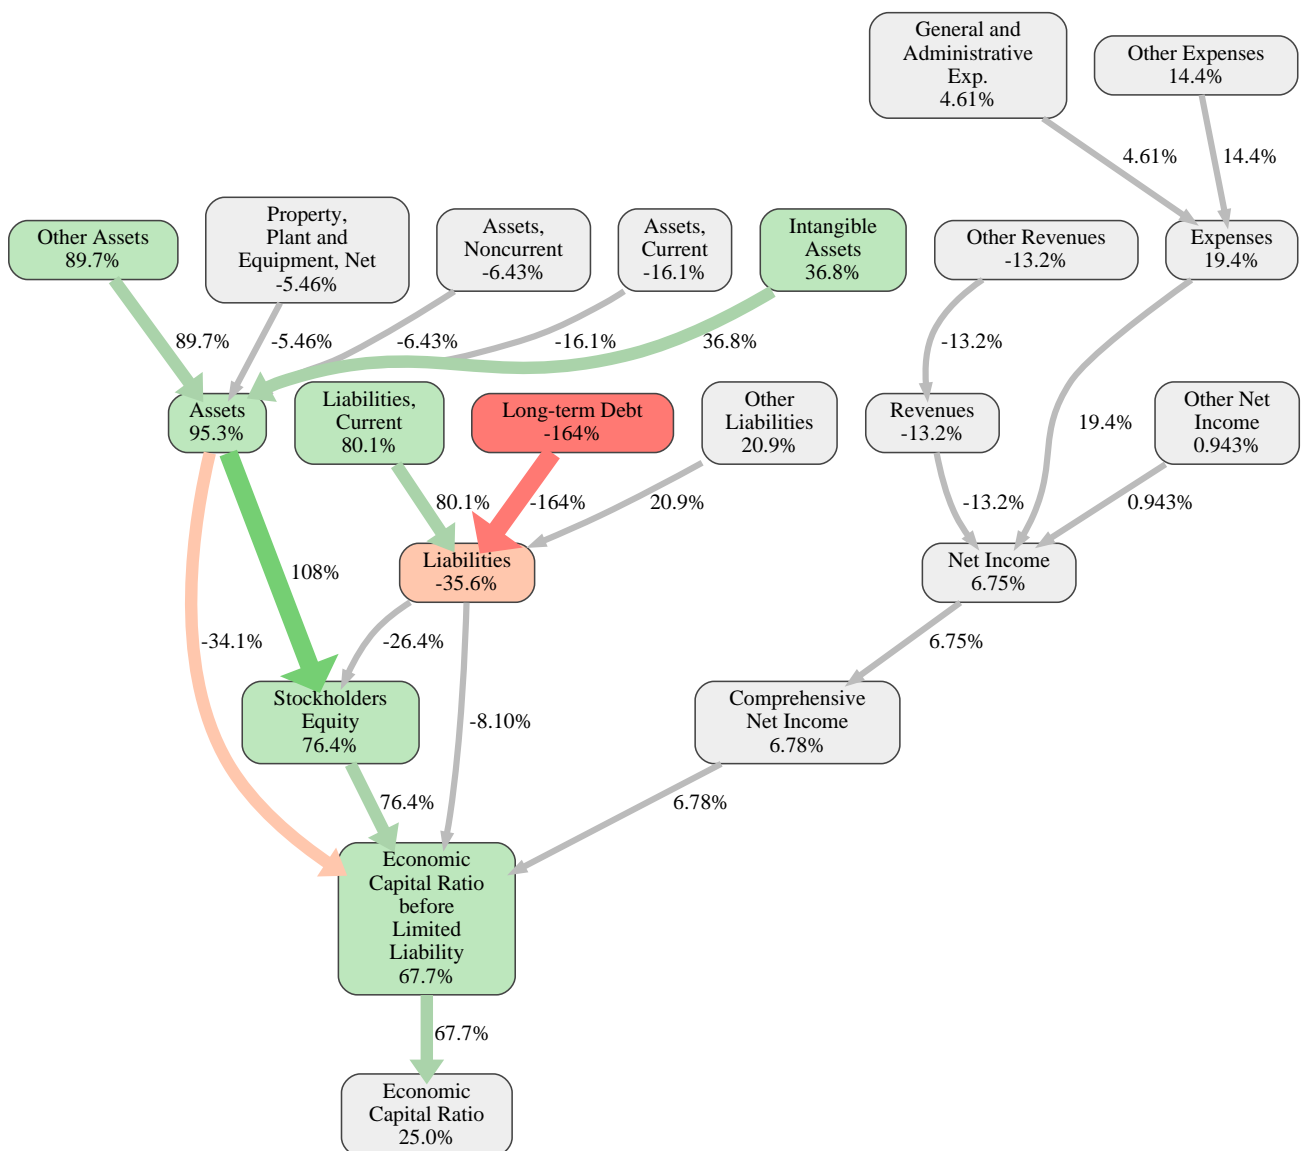 General and
Administrative
Exp.
4.61%
Other Expenses
14.4%
4.61%
14.4%
Other Assets
89.7%
Property,
Plant and
Equipment, Net
-5.46%
Assets,
Noncurrent
-6.43%
Assets,
Current
-16.1%
Intangible
Assets
36.8%
Other Revenues
-13.2%
Expenses
19.4%
89.7%
-5.46%
-6.43%
-16.1%
36.8%
-13.2%
Assets
95.3%
Liabilities,
Current
80.1%
Long-term Debt
-164%
Other
Liabilities
20.9%
Revenues
-13.2%
19.4%
Other Net
Income
0.943%
80.1%
-164%
20.9%
-13.2%
0.943%
108%
Liabilities
-35.6%
Net Income
6.75%
-34.1%
-26.4%
6.75%
Stockholders
Equity
76.4%
-8.10%
Comprehensive
Net Income
6.78%
76.4%
6.78%
Economic
Capital Ratio
before
Limited
Liability
67.7%
67.7%
Economic
Capital Ratio
25.0%